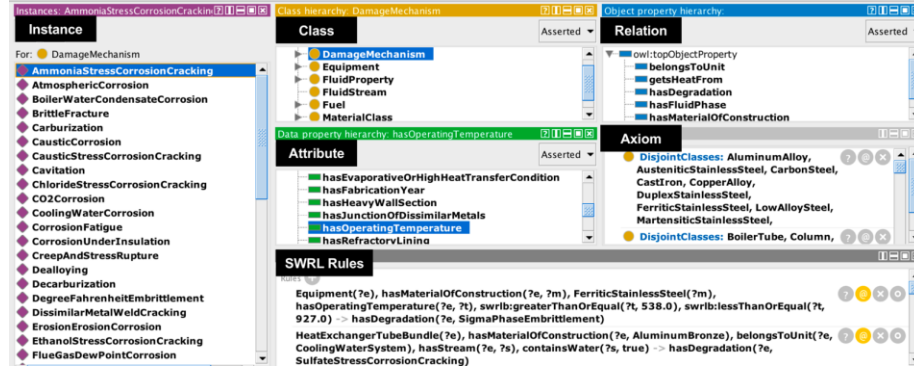 Instances: AmmoniaStressCorrosionCrackin
Instance
For: DamageMechanism
AmmoniaStressCorrosionCracking
AtmosphericCorrosion
BoilerWaterCondensateCorrosion
BrittleFracture
Carburization
CausticCorrosion
CausticStressCorrosionCracking
Cavitation
ChlorideStressCorrosionCracking
CO2Corrosion
CoolingWaterCorrosion
CorrosionFatigue
CorrosionUnderInsulation
CreepAndStressRupture
Dealloying
Decarburization
DegreeFahrenheitEmbrittlement
DissimilarMetalWeldCracking
ErosionErosionCorrosion
EthanolStressCorrosionCracking
FlueGasDewPointCorrosion
Class hierarchy: DamageMechanism
Class
Asserted
DamageMechanism
Equipment
FluidProperty
FluidStream
Fuel
MaterialClass
Object property hierarchy:
Relation
Asserted
owl:topObjectProperty
belongsToUnit
getsHeatFrom
hasDegradation
hasFluidPhase
hasMaterialOfConstruction
Data property hierarchy: hasOperatingTemperature
Attribute
Asserted
hasEvaporativeOrHighHeatTransferCondition
hasFabricationYear
hasHeavyWallSection
hasJunctionOfDissimilarMetals
hasOperatingTemperature
hasRefractoryLining
Axiom
DisjointClasses: AluminumAlloy,
AusteniticStainlessSteel, CarbonSteel,
CastIron, CopperAlloy,
DuplexStainlessSteel,
FerriticStainlessSteel, LowAlloySteel,
MartensiticStainlessSteel,
DisjointClasses: BoilerTube, Column,
SWRL Rules
Rules
Equipment(?e), hasMaterialOfConstruction(?e, ?m), FerriticStainlessSteel(?m),
hasOperatingTemperature(?e, ?t), swrlb:greaterThanOrEqual(?t, 538.0), swrlb:lessThanOrEqual(?t,
927.0) -> hasDegradation(?e, SigmaPhaseEmbrittlement)
HeatExchangerTubeBundle(?e), hasMaterialOfConstruction(?e, AluminumBronze), belongsToUnit(?e,
CoolingWaterSystem), hasStream(?e, ?s), containsWater(?s, true) -> hasDegradation(?e,
SulfateStressCorrosionCracking)